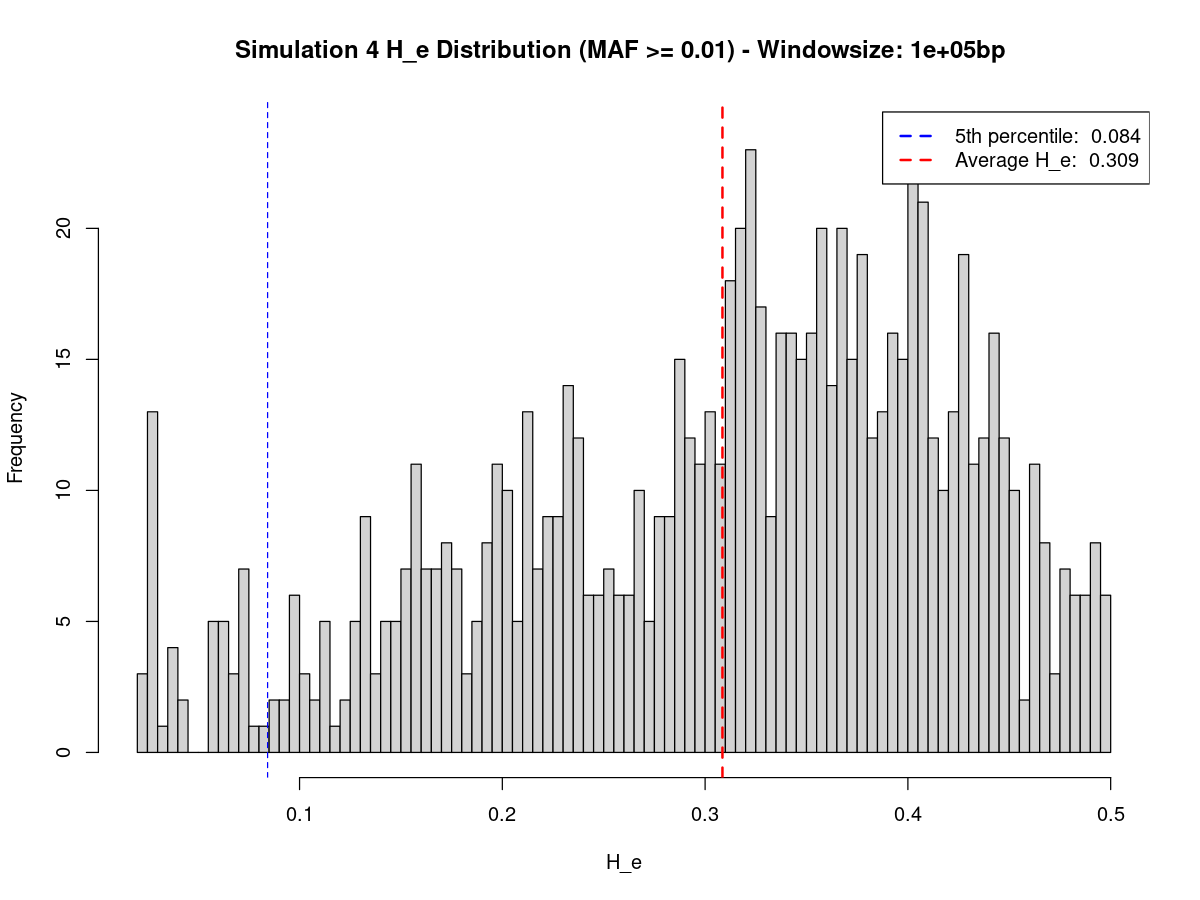 Simulation 4 H_e Distribution (MAF >= 0.01) - Windowsize: 1e+05bp
5th percentile:  0.084
Average H_e:  0.309
Frequency
20
15
10
5
0
0.1 0.2 0.3 0.4 0.5
H_e